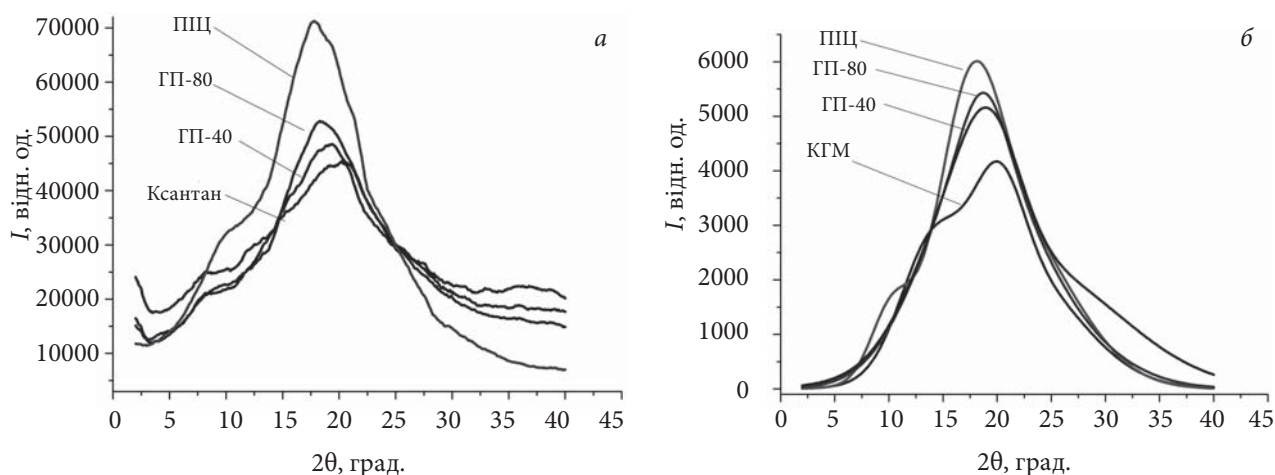 а
70000
60000
50000
40000
30000
20000
10000
І, відн. од.
ПІЦ
ГП-80
ГП-40
Ксантан
0 5 10 15 20 25 30 35 40 45
2θ, град.
б
6000
5000
4000
3000
2000
1000
0
І, відн. од.
ПІЦ
ГП-80
ГП-40
КГМ
0 5 10 15 20 25 30 35 40 45
2θ, град.